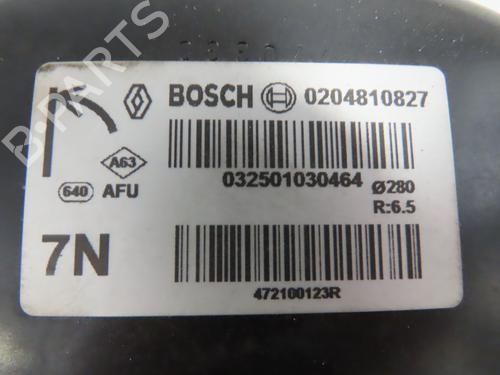 BOSCH 0204810827
A63
032501030464
640 AFU
ø280
R:6.5
7N
472100123R
B-PARTS